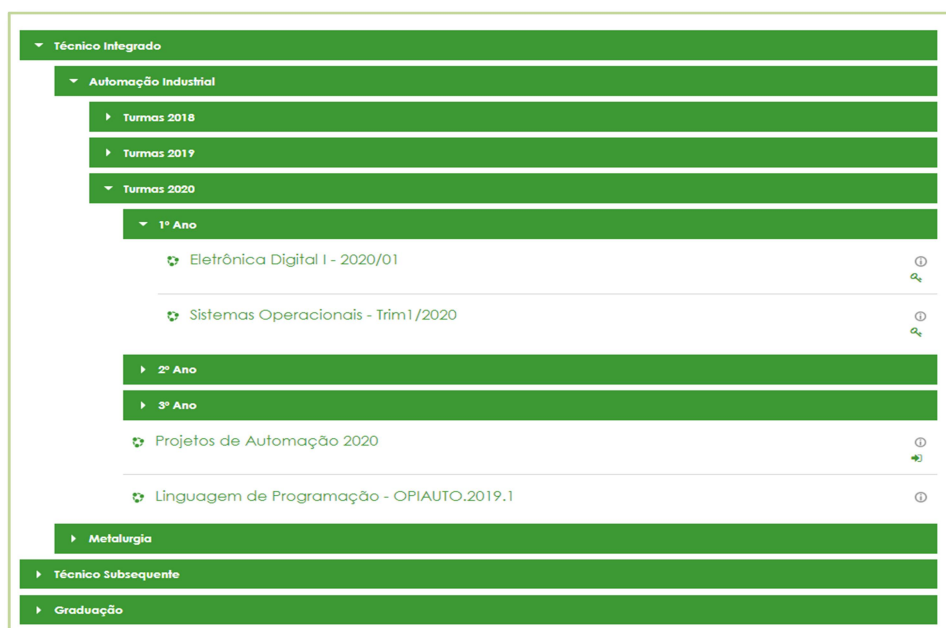 Técnico Integrado
Automação Industrial
Turmas 2018
Turmas 2019
Turmas 2020
1º Ano
Eletrônica Digital I - 2020/01
Sistemas Operacionais - Trim1/2020
2º Ano
3º Ano
Projetos de Automação 2020
Linguagem de Programação - OPIAUTO.2019.1
Metalurgia
Técnico Subsequente
Graduação